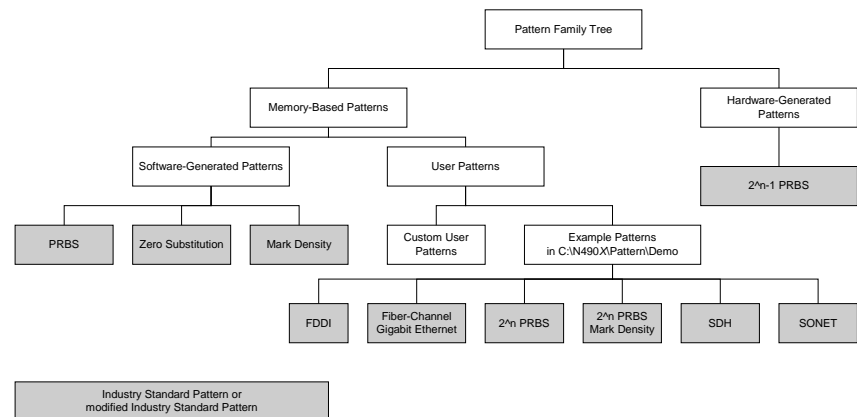 Pattern Family Tree
Memory-Based Patterns
Hardware-Generated
Patterns
Software-Generated Patterns
User Patterns
2^n-1 PRBS
PRBS
Zero Substitution
Mark Density
Custom User
Patterns
Example Patterns
in C:\N490X\Pattern\Demo
FDDI
Fiber-Channel
Gigabit Ethernet
2^n PRBS
2^n PRBS
Mark Density
SDH
SONET
Industry Standard Pattern or
modified Industry Standard Pattern